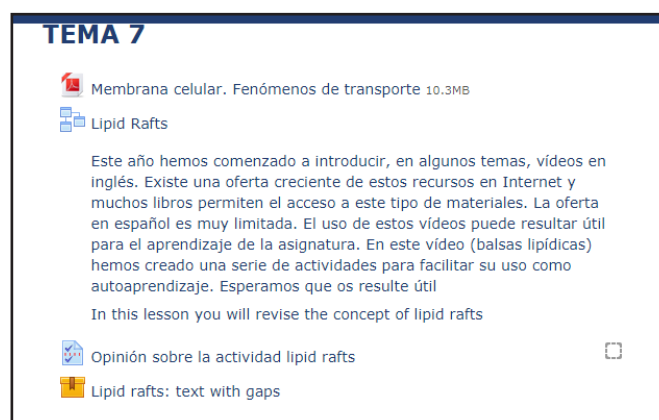 TEMA 7
Membrana celular. Fenómenos de transporte 10.3MB
Lipid Rafts
Este año hemos comenzado a introducir, en algunos temas, vídeos en
inglés. Existe una oferta creciente de estos recursos en Internet y
muchos libros permiten el acceso a este tipo de materiales. La oferta
en español es muy limitada. El uso de estos vídeos puede resultar útil
para el aprendizaje de la asignatura. En este vídeo (balsas lipídicas)
hemos creado una serie de actividades para facilitar su uso como
autoaprendizaje. Esperamos que os resulte útil
In this lesson you will revise the concept of lipid rafts
Opinión sobre la actividad lipid rafts
Lipid rafts: text with gaps